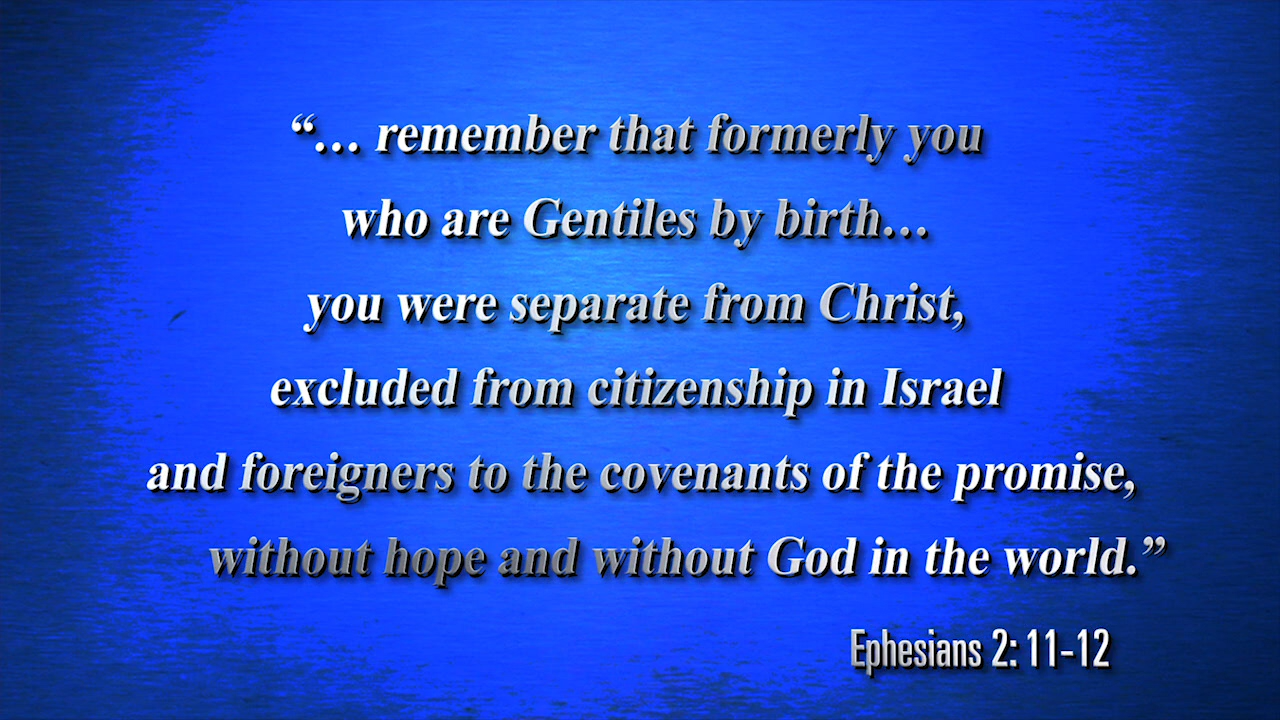 “… remember that formerly you
who are Gentiles by birth…
you were separate from Christ,
excluded from citizenship in Israel
and foreigners to the covenants of the promise,
without hope and without God in the world.”
Ephesians 2: 11-12